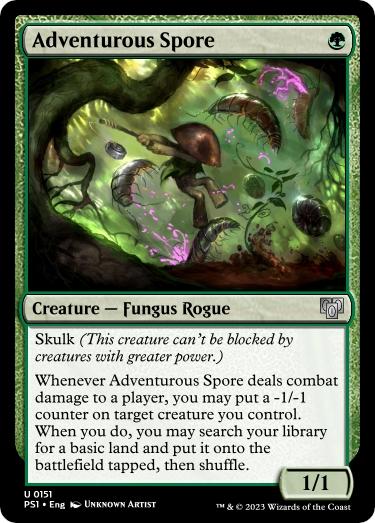 Adventurous Spore
Creature — Fungus Rogue
Skulk (This creature can't be blocked by
creatures with greater power.)
Whenever Adventurous Spore deals combat
damage to a player, you may put a -1/-1
counter on target creature you control.
When you do, you may search your library
for a basic land and put it onto the
battlefield tapped, then shuffle.
1/1
U 0151
PS1 • Eng Unknown Artist
™ & © 2023 Wizards of the Coast